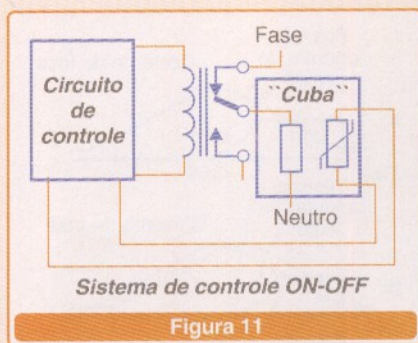 Fase
Circuito
de
controle
``Cuba``
Neutro
Sistema de controle ON-OFF
Figura 11